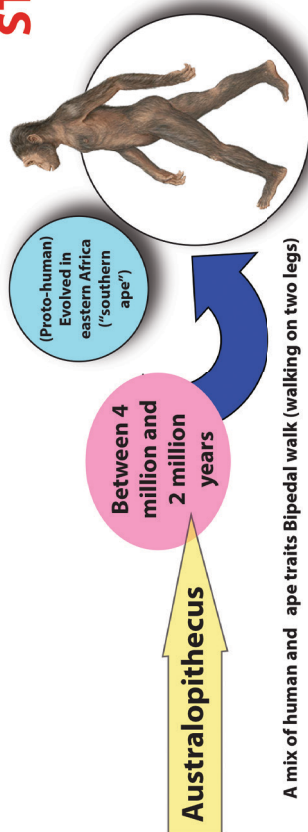 (Proto-human)
Evolved in
eastern Africa
("southern
ape")
Between 4
million and
2 million
years
Australopithecus
A mix of human and ape traits Bipedal walk (walking on two legs)